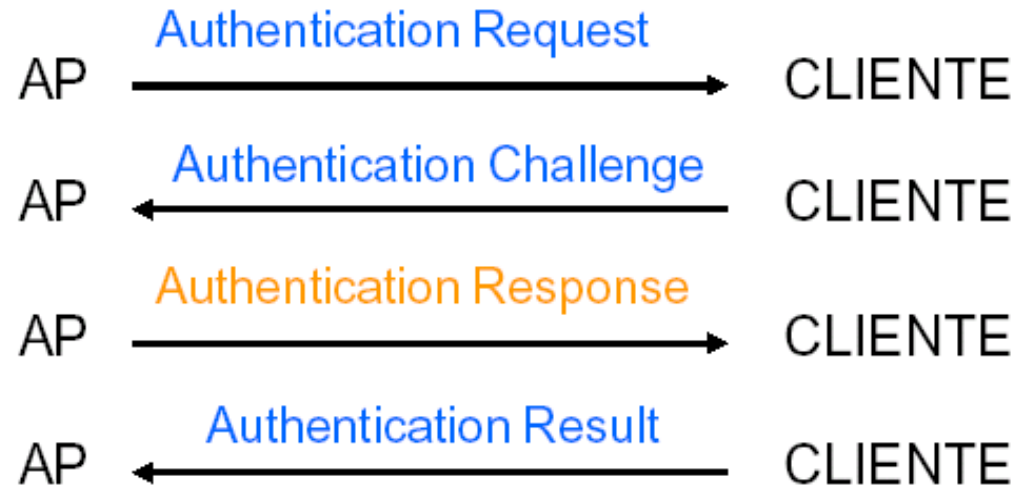 Authentication Request
AP CLIENTE
Authentication Challenge
AP CLIENTE
Authentication Response
AP CLIENTE
Authentication Result
AP CLIENTE